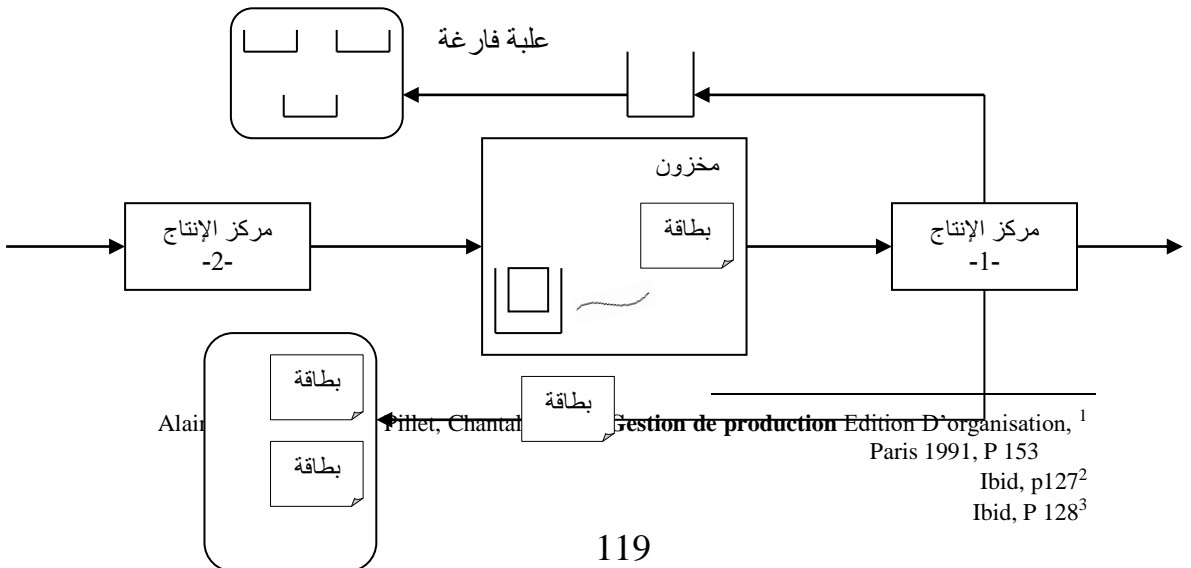 علبة فارغة
مخزون
بطاقة
مركز الإنتاج
-2-
مركز الإنتاج
-1-
بطاقة
بطاقة
بطاقة
Pillet, Chantal Gestion de production Edition D’organisation, 1
Paris 1991, P 153
Ibid, p127 2
Ibid, P 128 3
119